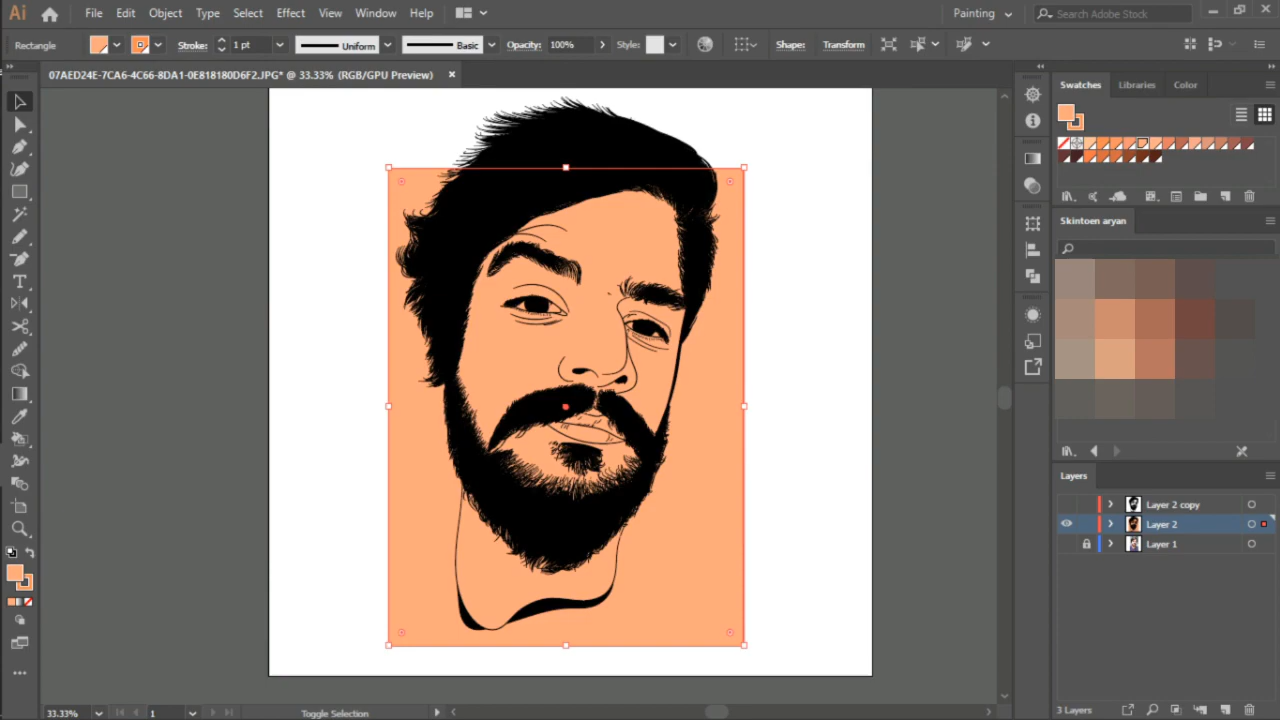 Ai File Edit Object Type Select Effect View Window Help Painting Search Adobe Stock
Rectangle Stroke: 1 pt Uniform Basic Opacity: 100% Style: Shape: Transform
07AED24E-7CA6-4C66-8DA1-0E818180D6F2.JPG* @ 33.33% (RGB/GPU Preview)
Swatches Libraries Color
Skintoen aryan
Layers
Layer 2 copy
Layer 2
Layer 1
33.33% 1 Toggle Selection 3 Layers